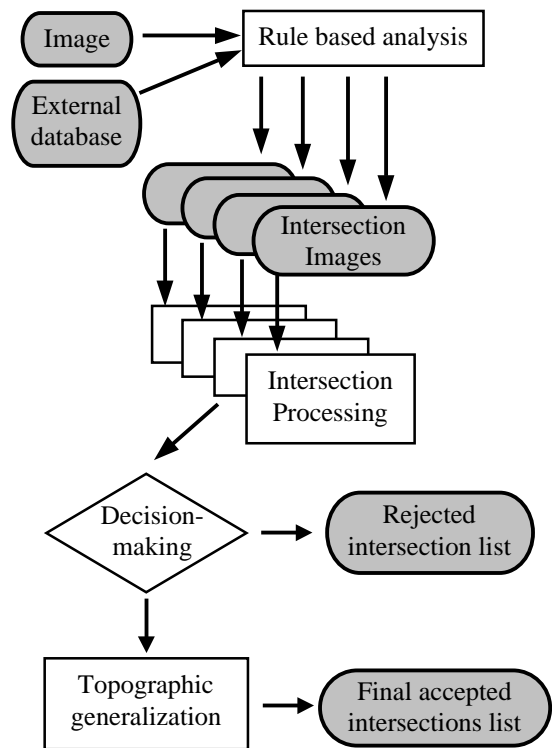 Image
Rule based analysis
External
database
Intersection
Images
Intersection
Processing
Decision-
making
Rejected
intersection list
Topographic
generalization
Final accepted
intersections list